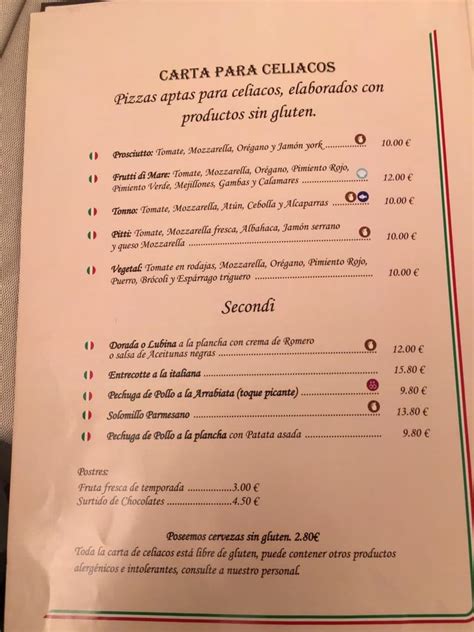 CARTA PARA CELIACOS
Pizzas aptas para celiacos, elaborados con
productos sin gluten.
Prosciutto: Tomate, Mozzarella, Orégano y Jamón york 10.00 €
Frutti di Mare: Tomate, Mozzarella, Orégano, Pimiento Rojo,
Pimiento Verde, Mejillones, Gambas y Calamares 12.00 €
Tonno: Tomate, Mozzarella, Atún, Cebolla y Alcaparras 10.00 €
Pitti: Tomate, Mozzarella fresca, Albahaca, Jamón serrano
y queso Mozzarella 10.00 €
Vegetal: Tomate en rodajas, Mozzarella, Orégano, Pimiento Rojo,
Puerro, Brócoli y Espárrago triguero 10.00 €
Secondi
Dorada o Lubina a la plancha con crema de Romero
o salsa de Aceitunas negras 12.00 €
Entrecotte a la italiana 15.80 €
Pechuga de Pollo a la Arrabiata (toque picante) 9.80 €
Solomillo Parmesano 13.80 €
Pechuga de Pollo a la plancha con Patata asada 9.80 €
Postres:
Fruta fresca de temporada 3.00 €
Surtido de Chocolates 4.50 €
Poseemos cervezas sin gluten. 2.80€
Toda la carta de celiacos está libre de gluten, puede contener otros productos
alergénicos e intolerantes, consulte a nuestro personal.